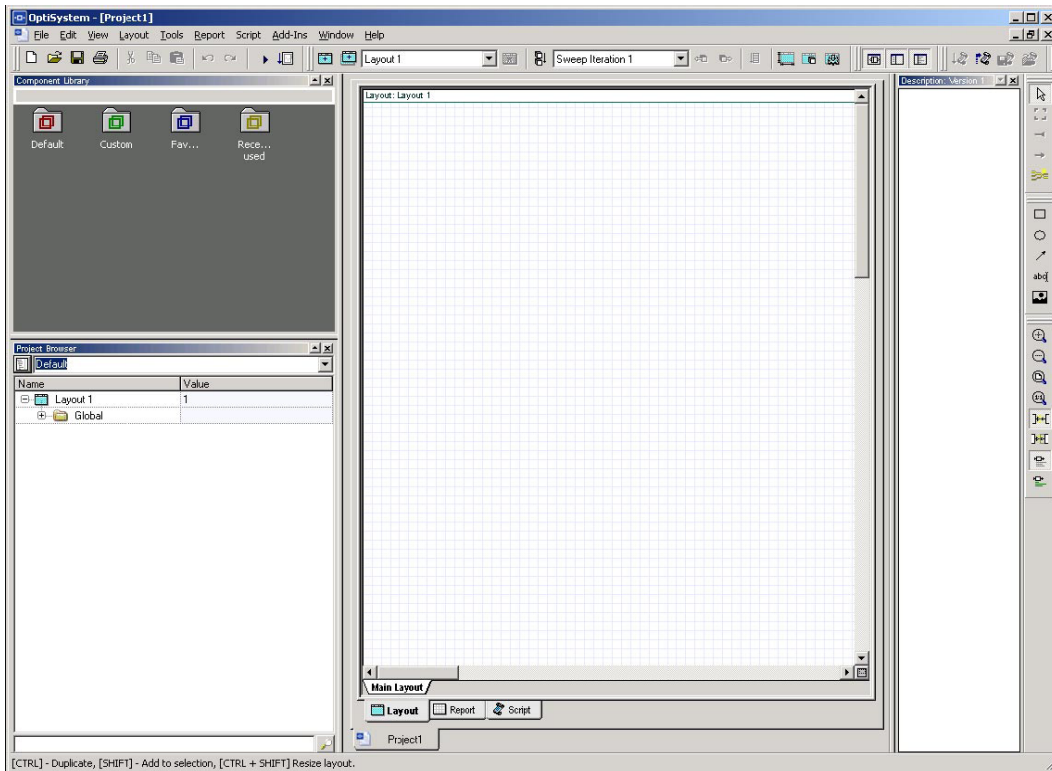 OptiSystem - [Project1]
File Edit View Layout Tools Report Script Add-Ins Window Help
Layout 1
Sweep Iteration 1
Component Library
Default
Custom
Fav...
Rece... used
Project Browser
Default
Name Value
Layout 1 1
Global
Layout: Layout 1
Main Layout
Layout Report Script
Project1
Description: Version 1
abc
1:1
[CTRL] - Duplicate, [SHIFT] - Add to selection, [CTRL + SHIFT] Resize layout.